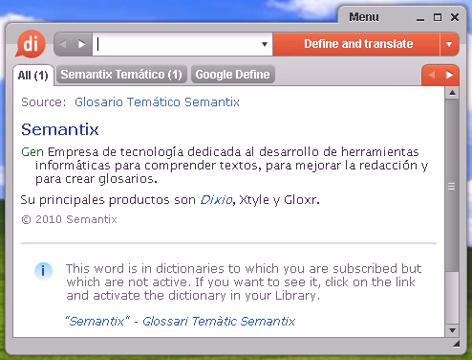 Menu
di
Define and translate
All (1)
Semantix Temático (1)
Google Define
Source: Glosario Temático Semantix
Semantix
Gen Empresa de tecnología dedicada al desarrollo de herramientas
informáticas para comprender textos, para mejorar la redacción y
para crear glosarios.
Su principales producto son Dixio, Xtyle y Gloxr.
© 2010 Semantix
i
This word is in dictionaries to which you are subscribed but
which are not active. If you want to see it, click on the link
and activate the dictionary in your Library.
"Semantix" - Glossari Temàtic Semantix